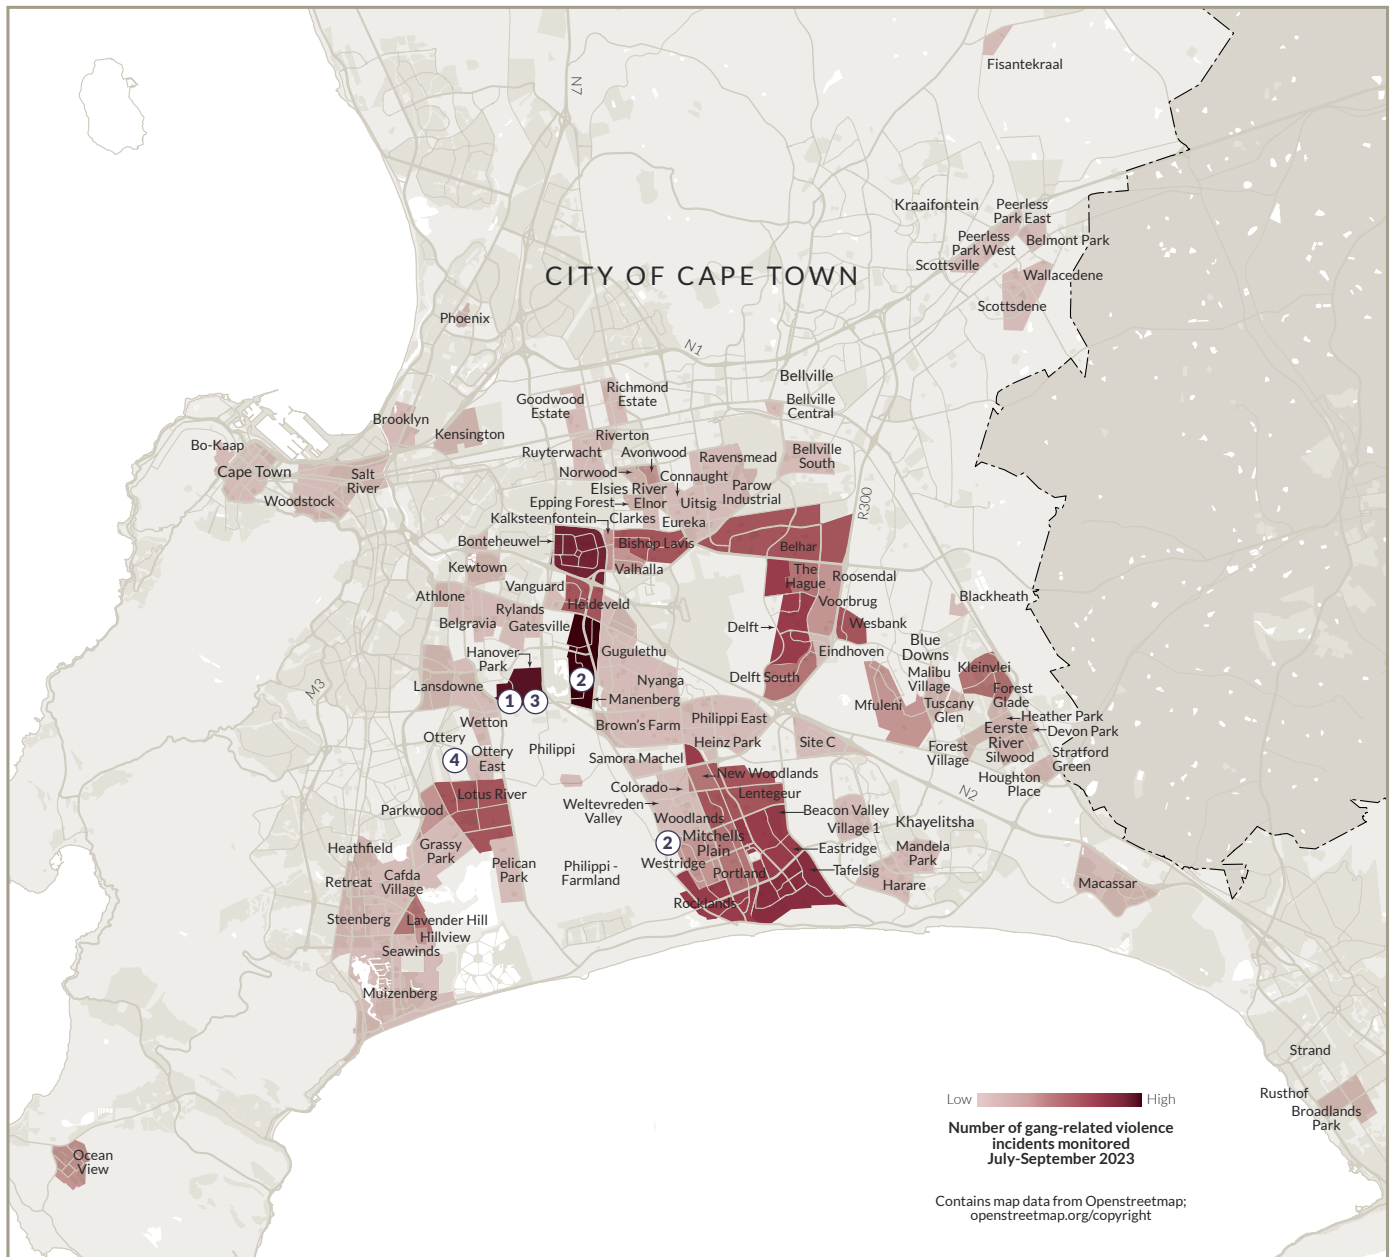 N7
Fisantekraal
Kraaifontein
Peerless
Park East
Peerless
Park West
Belmont Park
Scottsville
Wallacedene
CITY OF CAPE TOWN
Scottsdene
Phoenix
N1
Bellville
Richmond
Estate
Goodwood
Estate
Bellville
Central
Brooklyn
Kensington
Riverton
Bo-Kaap
Ruyterwacht
Avonwood
Ravensmead
Bellville
South
Cape Town
Salt
River
Norwood
Connaught
Woodstock
Elsies River
Parow
Industrial
Epping Forest
Elnor
Uitsig
R300
Kalksteenfontein
Clarkes
Eureka
Bonteheuwel
Bishop Lavis
Belhar
Kewtown
Valhalla
The
Hague
Roosendal
Vanguard
Athlone
Rylands
Heideveld
Voorbrug
Blackheath
Belgravia
Gatesville
Delft
Wesbank
Hanover
Park
Gugulethu
Eindhoven
Blue
Downs
Lansdowne
2
Nyanga
Delft South
Malibu
Village
Kleinvlei
M3
1
3
Manenberg
Mfuleni
Tuscany
Glen
Forest
Glade
Wetton
Brown's Farm
Philippi East
Heather Park
Devon Park
Ottery
Philippi
Heinz Park
Site C
Eerste
River
4
Ottery
East
Samora Machel
Forest
Village
Silwood
Stratford
Green
New Woodlands
Houghton
Place
Colorado
Lentegeur
N2
Lotus River
Weltevreden
Valley
Parkwood
Woodlands
Beacon Valley
Village 1
Khayelitsha
Heathfield
Grassy
Park
2
Mitchells
Plain
Eastridge
Mandela
Park
Pelican
Park
Philippi -
Farmland
Westridge
Portland
Tafelsig
Retreat
Cafda
Village
Harare
Macassar
Rocklands
Steenberg
Lavender Hill
Hillview
Seawinds
Muizenberg
Strand
Rusthof
Broadlands
Park
Ocean
View
Low
High
Number of gang-related violence
incidents monitored
July-September 2023
Contains map data from Openstreetmap;
openstreetmap.org/copyright